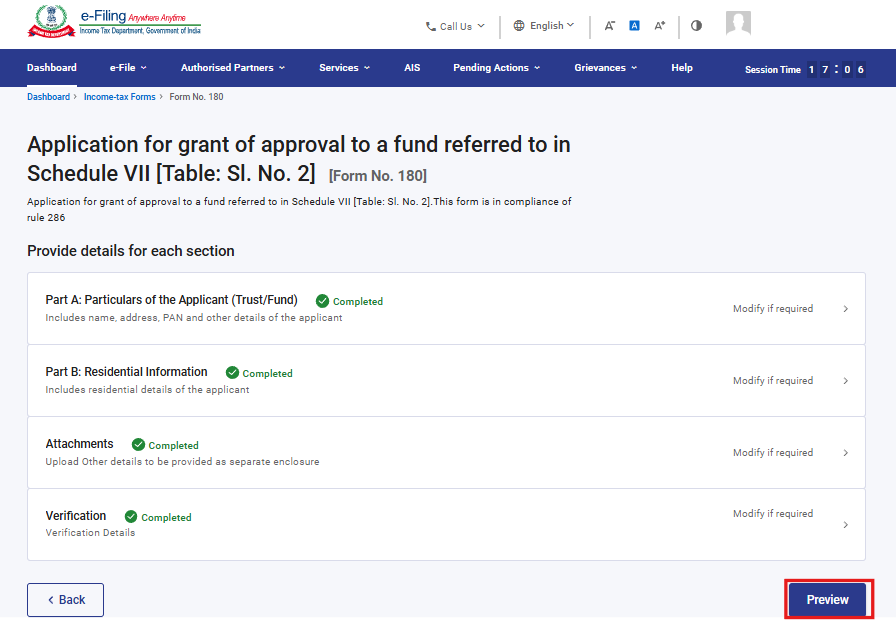 e-Filing Anywhere Anytime
Income Tax Department, Government of India
Call Us
English
A-
A
A+
Dashboard
e-File
Authorised Partners
Services
AIS
Pending Actions
Grievances
Help
Session Time 1 7 : 0 6
Dashboard > Income-tax Forms > Form No. 180
Application for grant of approval to a fund referred to in
Schedule VII [Table: Sl. No. 2] [Form No. 180]
Application for grant of approval to a fund referred to in Schedule VII [Table: Sl. No. 2].This form is in compliance of
rule 286
Provide details for each section
Part A: Particulars of the Applicant (Trust/Fund) Completed
Includes name, address, PAN and other details of the applicant
Modify if required >
Part B: Residential Information Completed
Includes residential details of the applicant
Modify if required >
Attachments Completed
Upload Other details to be provided as separate enclosure
Modify if required >
Verification Completed
Verification Details
Modify if required >
< Back
Preview